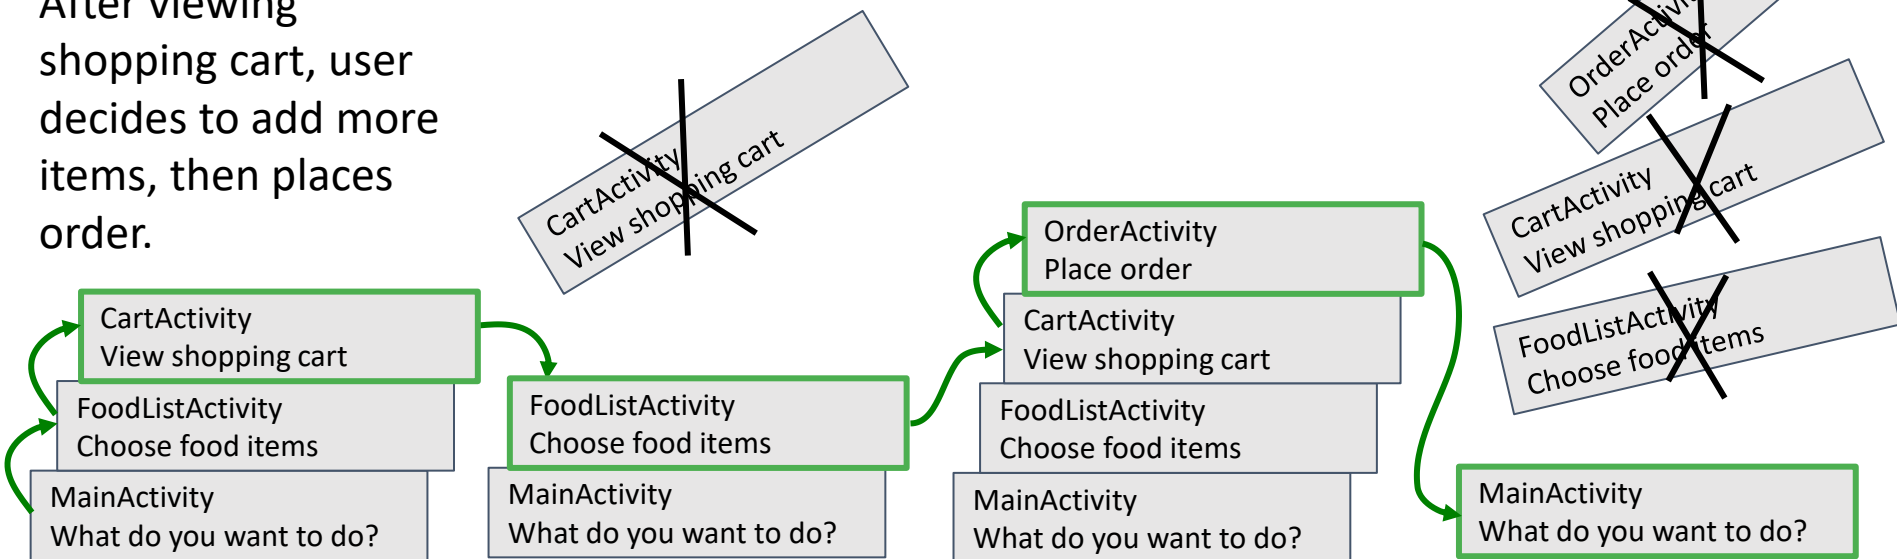 After viewing
shopping cart, user
decides to add more
items, then places
order.
CartActivity
View shopping cart
CartActivity
View shopping cart
FoodListActivity
Choose food items
MainActivity
What do you want to do?
FoodListActivity
Choose food items
MainActivity
What do you want to do?
OrderActivity
Place order
CartActivity
View shopping cart
FoodListActivity
Choose food items
MainActivity
What do you want to do?
OrderActivity
Place order
CartActivity
View shopping cart
FoodListActivity
Choose food items
MainActivity
What do you want to do?